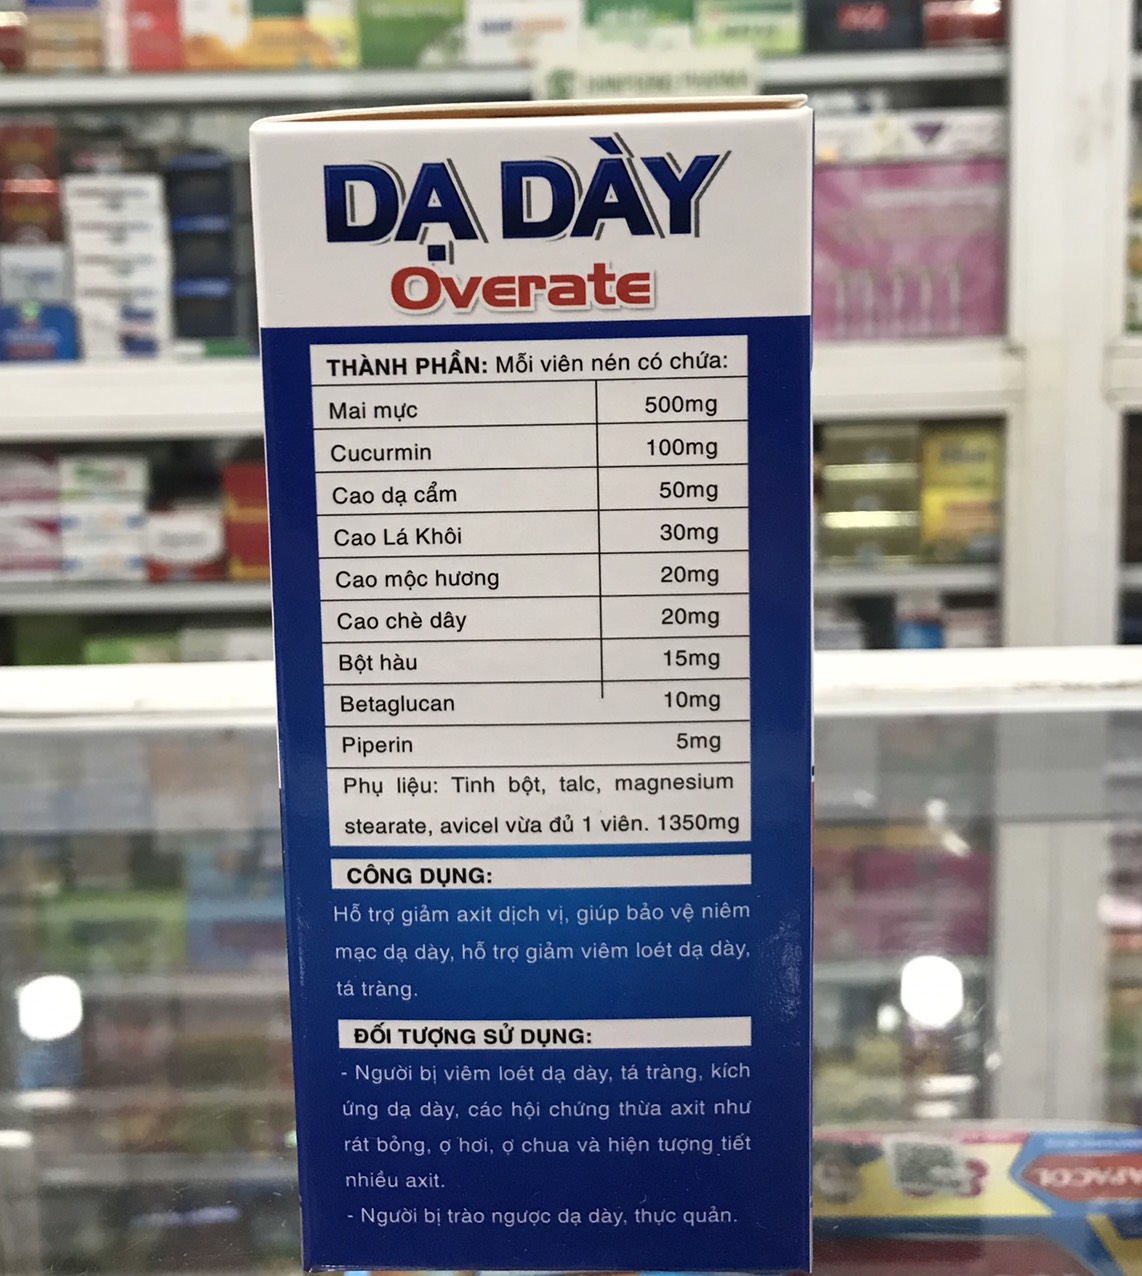 DẠ DÀY
Overate
THÀNH PHẦN: Mỗi viên nén có chứa:
Mai mực 500mg
Cucurmin 100mg
Cao dạ cẩm 50mg
Cao Lá Khôi 30mg
Cao mộc hương 20mg
Cao chè dây 20mg
Bột hàu 15mg
Betaglucan 10mg
Piperin 5mg
Phụ liệu: Tinh bột, talc, magnesium
stearate, avicel vừa đủ 1 viên. 1350mg
CÔNG DỤNG:
Hỗ trợ giảm axit dịch vị, giúp bảo vệ niêm
mạc dạ dày, hỗ trợ giảm viêm loét dạ dày,
tá tràng.
ĐỐI TƯỢNG SỬ DỤNG:
- Người bị viêm loét dạ dày, tá tràng, kích
ứng dạ dày, các hội chứng thừa axit như
rát bỏng, ợ hơi, ợ chua và hiện tượng tiết
nhiều axit.
- Người bị trào ngược dạ dày, thực quản.